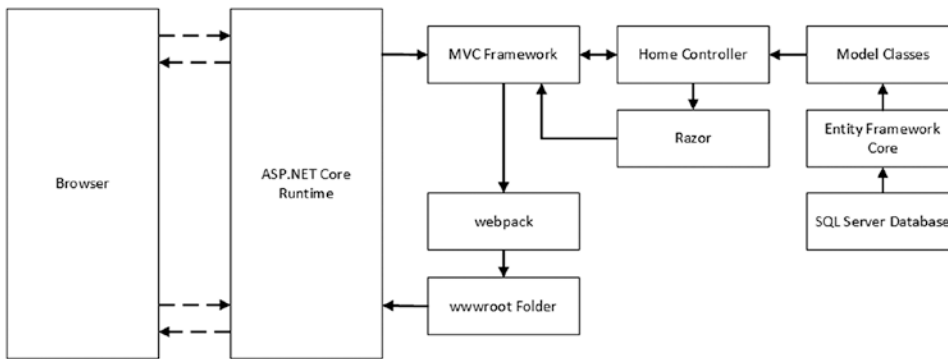 Browser
ASP.NET Core
Runtime
MVC Framework
Home Controller
Model Classes
Razor
Entity Framework
Core
webpack
SQL Server Database
wwwroot Folder